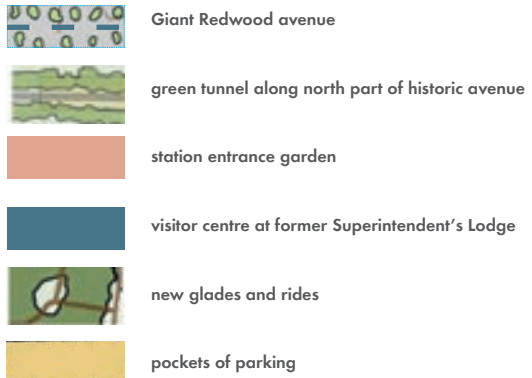 Giant Redwood avenue
green tunnel along north part of historic avenue
station entrance garden
visitor centre at former Superintendent's Lodge
new glades and rides
pockets of parking